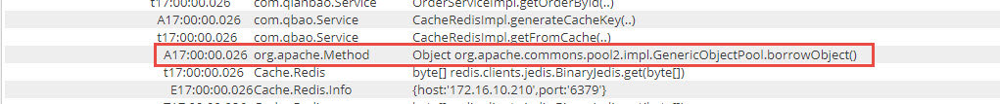 t17:00:00.026 com.qianbao.Service OrderServiceImpl.getOrderById(..)
A17:00:00.026 com.qbao.Service CacheRedisImpl.generateCacheKey(..)
t17:00:00.026 com.qbao.Service CacheRedisImpl.getFromCache(..)
A17:00:00.026 org.apache.Method Object org.apache.commons.pool2.impl.GenericObjectPool.borrowObject()
t17:00:00.026 Cache.Redis byte[] redis.clients.jedis.BinaryJedis.get(byte[])
E17:00:00.026 Cache.Redis.Info {host:'172.16.10.210',port:'6379'}